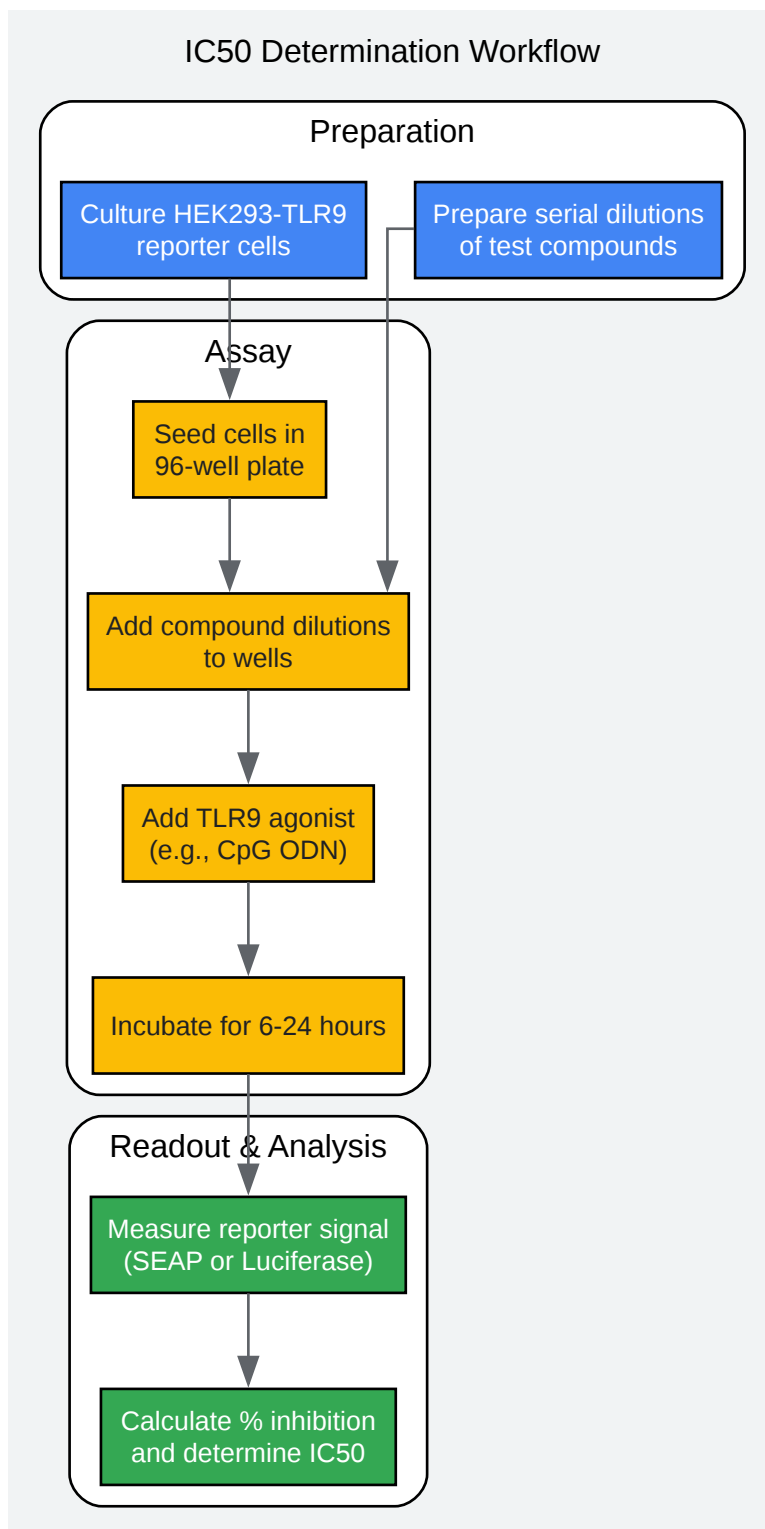 IC50 Determination Workflow
Preparation
Culture HEK293-TLR9
reporter cells
Prepare serial dilutions
of test compounds
Assay
Seed cells in
96-well plate
Add compound dilutions
to wells
Add TLR9 agonist
(e.g., CpG ODN)
Incubate for 6-24 hours
Readout & Analysis
Measure reporter signal
(SEAP or Luciferase)
Calculate % inhibition
and determine IC50